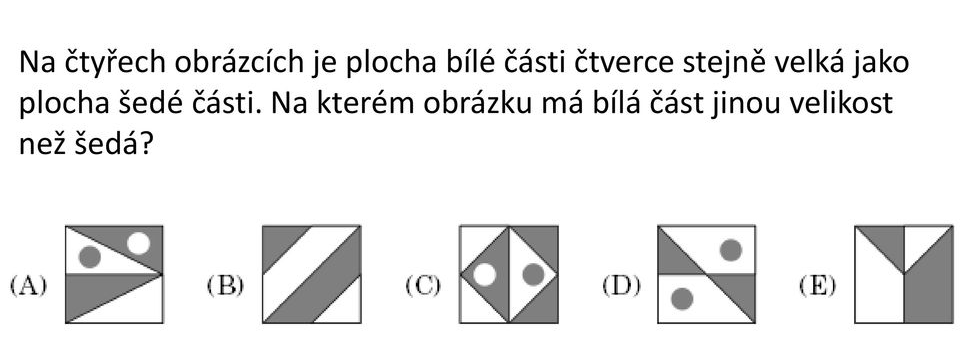 Na čtyřech obrázcích je plocha bílé části čtverce stejně velká jako
plocha šedé části. Na kterém obrázku má bílá část jinou velikost
než šedá?
(A) (B) (C) (D) (E)